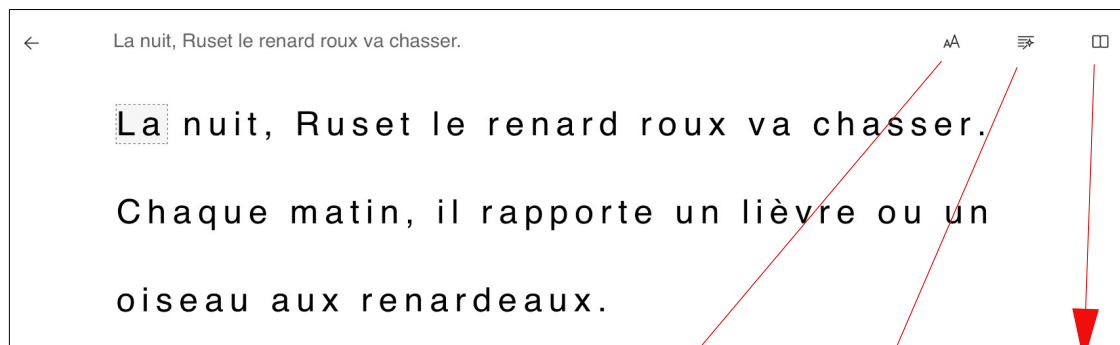 La nuit, Ruset le renard roux va chasser.
AA
La nuit, Ruset le renard roux va chasser.
Chaque matin, il rapporte un lièvre ou un
oiseau aux renardeaux.